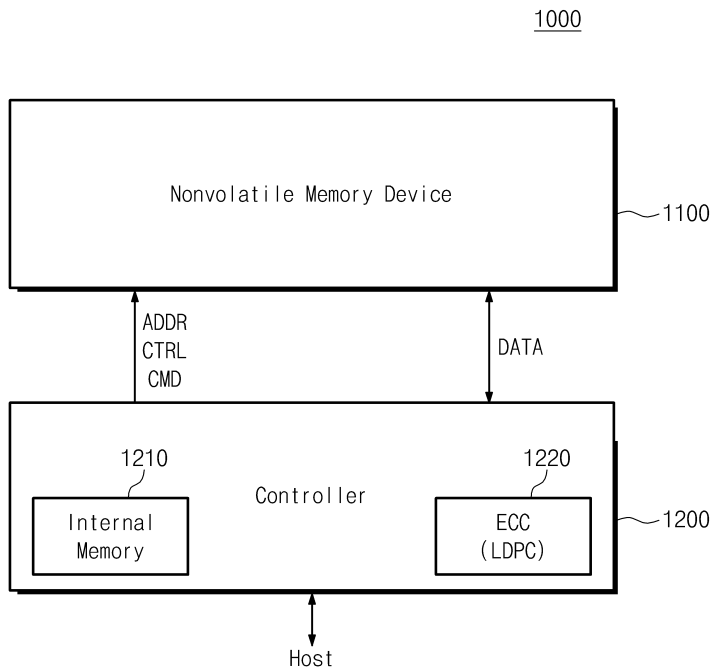 1000
Nonvolatile Memory Device
1100
ADDR
CTRL
CMD
DATA
1210
1220
Controller
Internal
Memory
ECC
(LDPC)
1200
Host